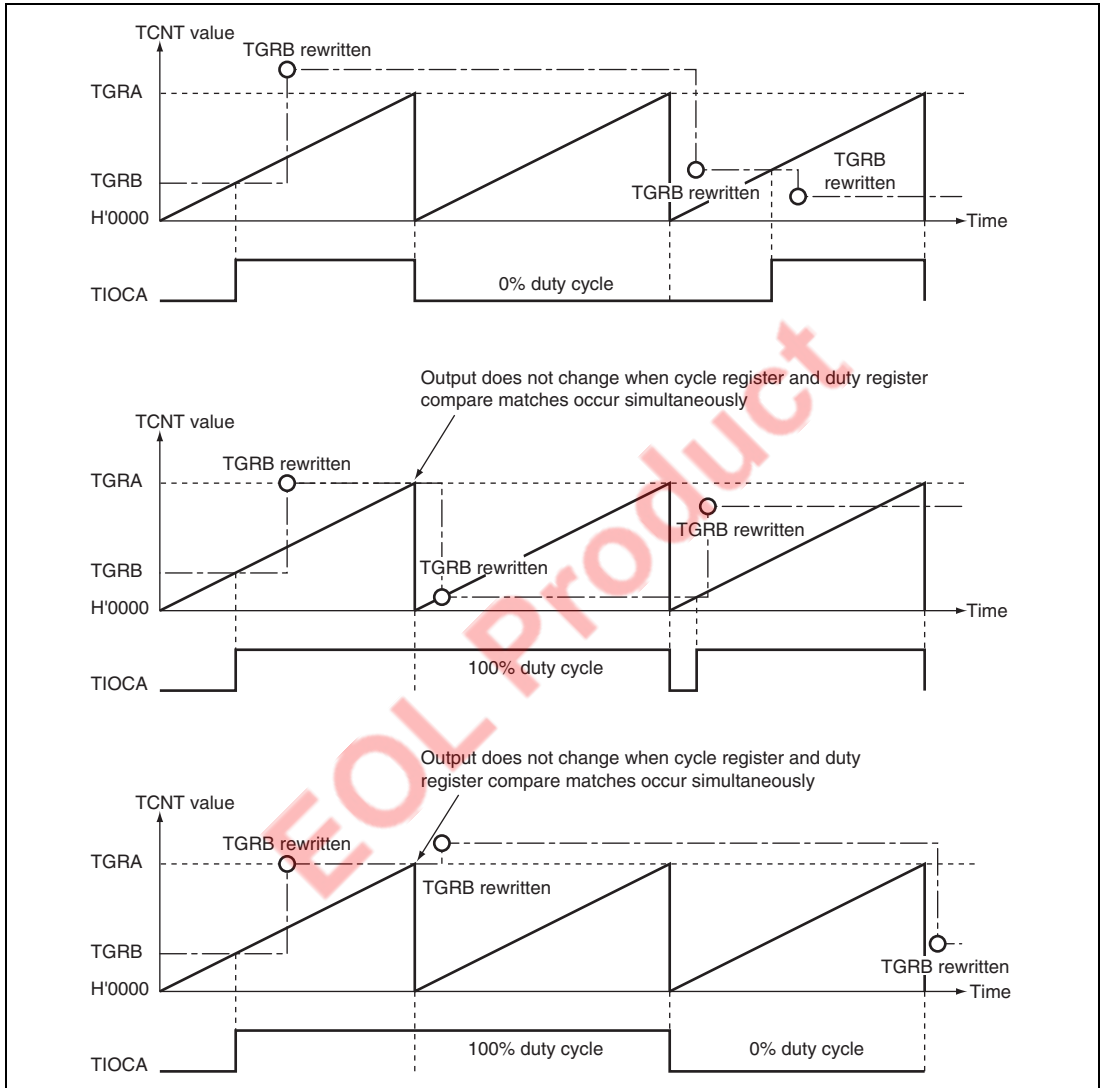 TCNT value
TGRB rewritten
TGRA
TGRB
rewritten
TGRB
TGRB rewritten
H'0000
Time
0% duty cycle
TIOCA
Output does not change when cycle register and duty register
compare matches occur simultaneously
TCNT value
TGRB rewritten
TGRA
TGRB rewritten
TGRB rewritten
TGRB
H'0000
Time
100% duty cycle
TIOCA
Output does not change when cycle register and duty
register compare matches occur simultaneously
TCNT value
TGRB rewritten
TGRA
TGRB rewritten
TGRB
TGRB rewritten
H'0000
Time
100% duty cycle
0% duty cycle
TIOCA
EOL Product